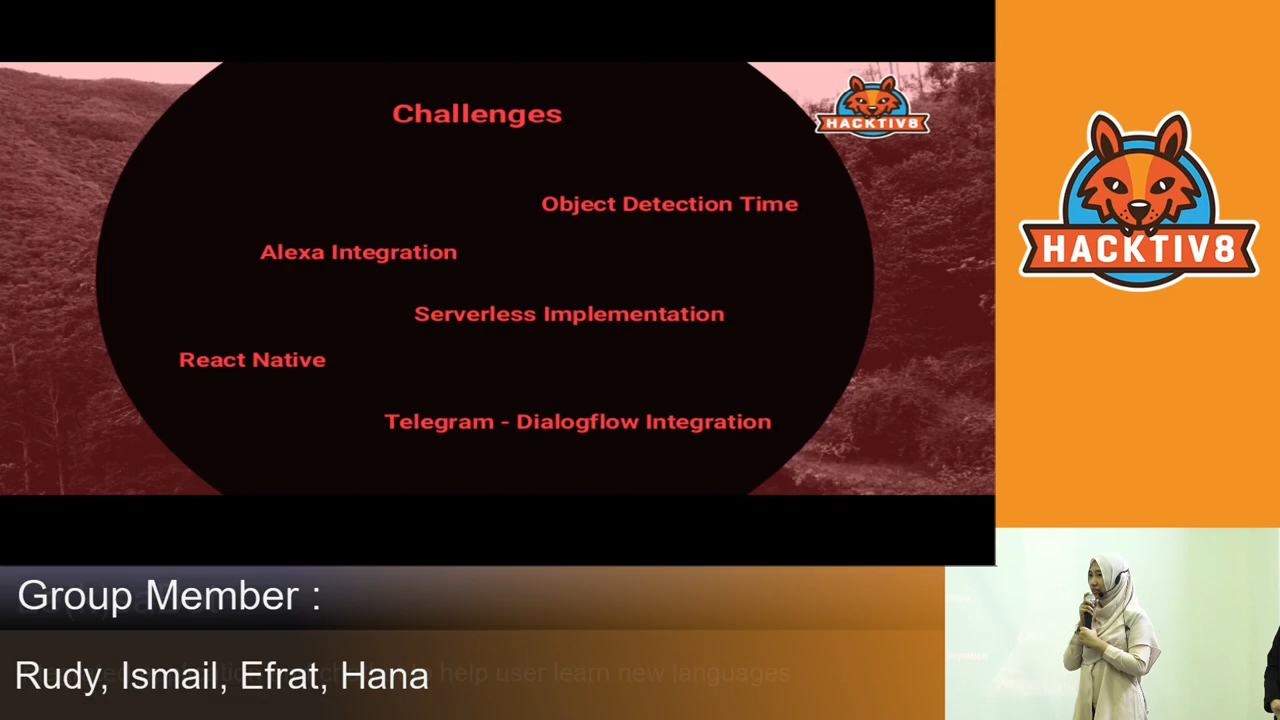 Challenges
HACKTIV8
Object Detection Time
Alexa Integration
Serverless Implementation
React Native
Telegram - Dialogflow Integration
HACKTIV8
Group Member :
Rudy, Ismail, Efrat, Hana
help user learn new languages